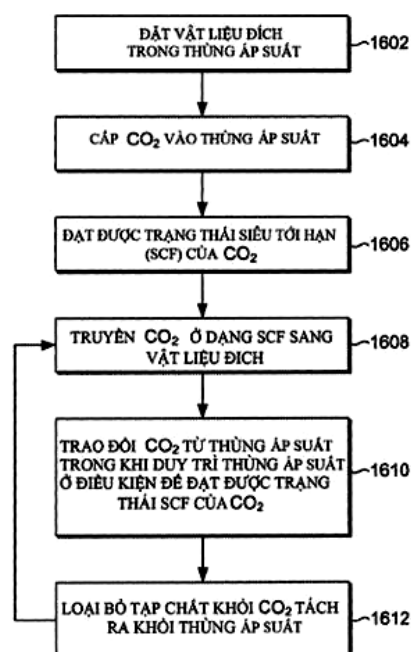 ĐẶT VẬT LIỆU ĐÍCH
TRONG THÙNG ÁP SUẤT
1602
CẤP CO2 VÀO THÙNG ÁP SUẤT
1604
ĐẠT ĐƯỢC TRẠNG THÁI SIÊU TỚI HẠN
(SCF) CỦA CO2
1606
TRUYỀN CO2 Ở DẠNG SCF SANG
VẬT LIỆU ĐÍCH
1608
TRAO ĐỔI CO2 TỪ THÙNG ÁP SUẤT
TRONG KHI DUY TRÌ THÙNG ÁP SUẤT
Ở ĐIỀU KIỆN ĐỂ ĐẠT ĐƯỢC TRẠNG
THÁI SCF CỦA CO2
1610
LOẠI BỎ TẠP CHẤT KHỎI CO2 TÁCH
RA KHỎI THÙNG ÁP SUẤT
1612